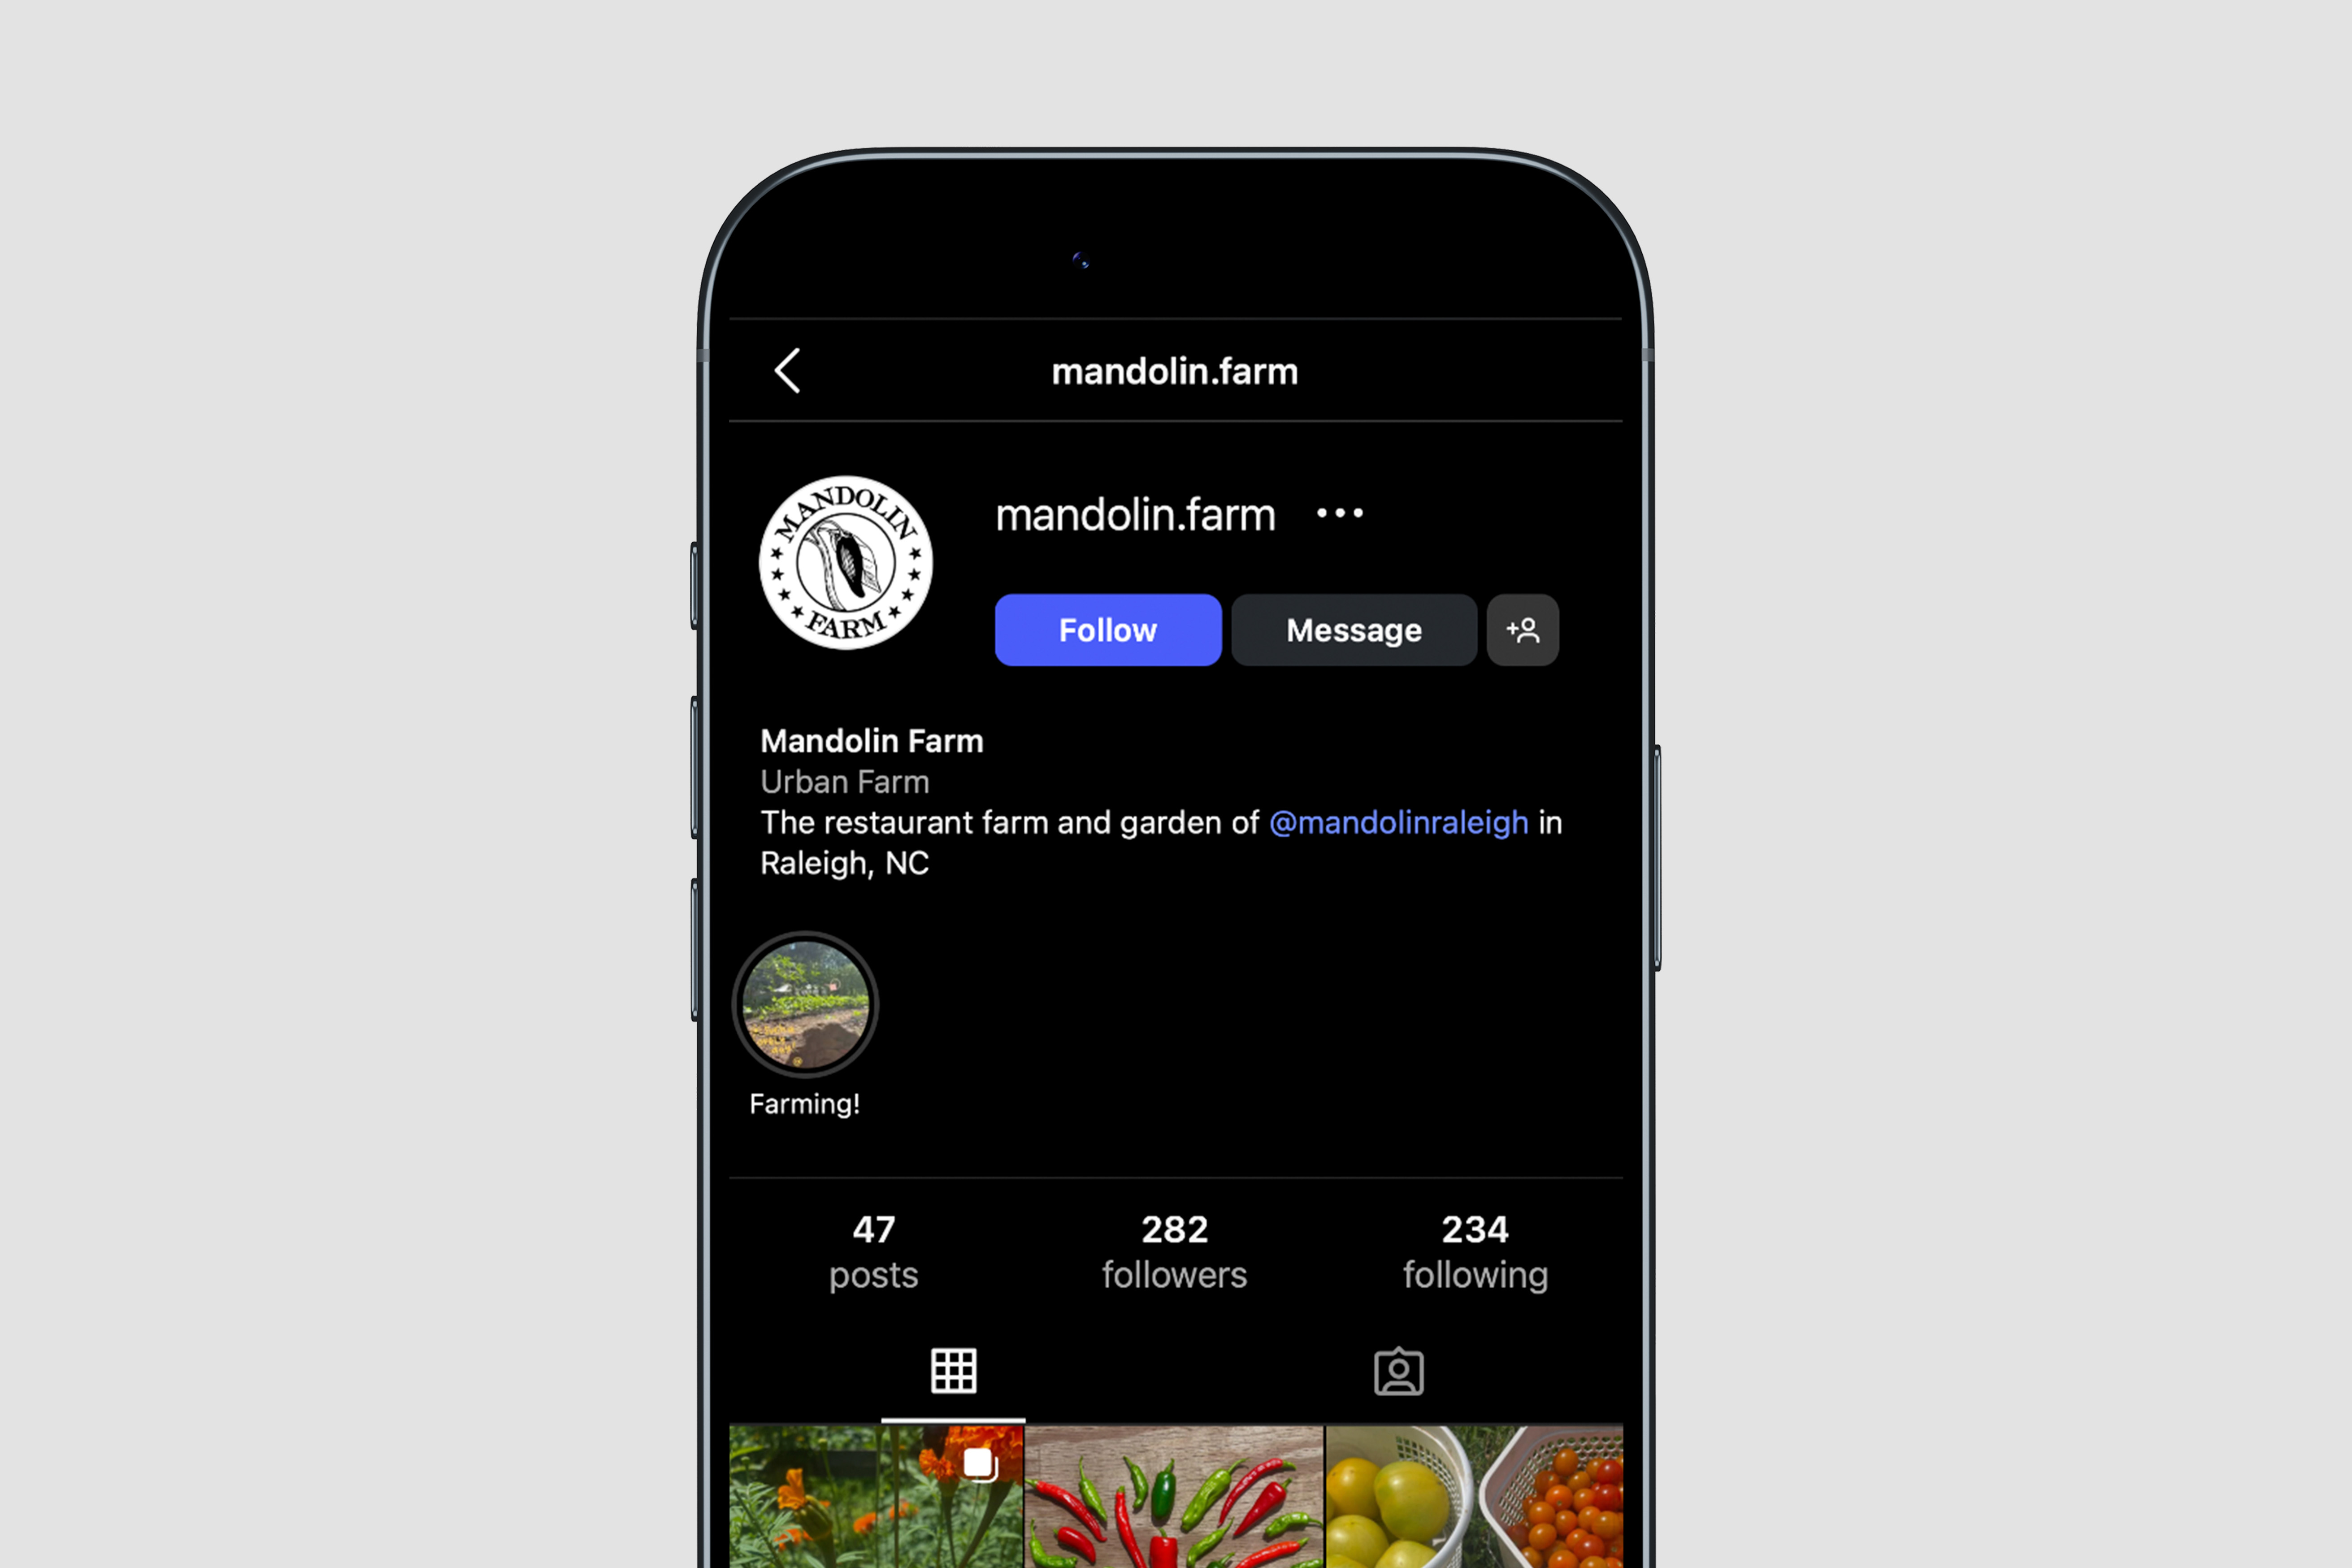 mandolin.farm
MANDOLIN
FARM
mandolin.farm
Follow
Message
Mandolin Farm
Urban Farm
The restaurant farm and garden of @mandolinraleigh in
Raleigh, NC
Farming!
47
posts
282
followers
234
following